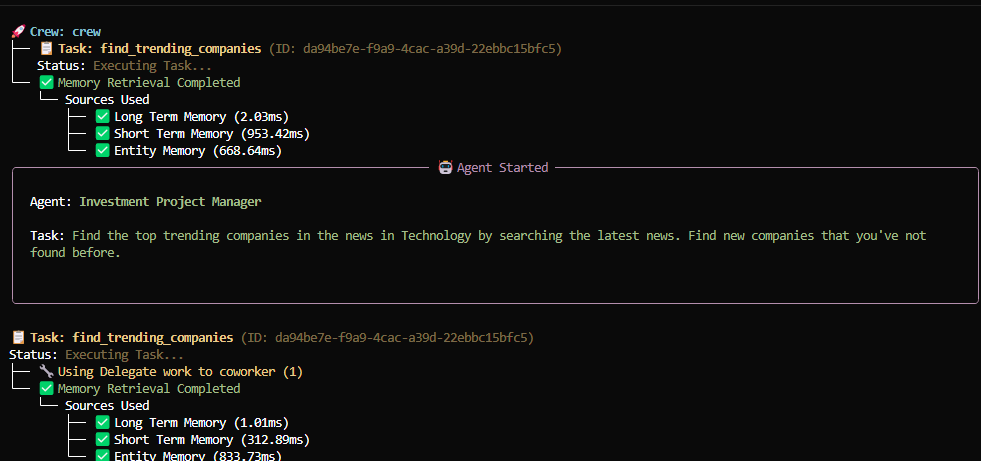 Crew: crew
Task: find_trending_companies (ID: da94be7e-f9a9-4cac-a39d-22ebbc15bfc5)
Status: Executing Task...
Memory Retrieval Completed
Sources Used
Long Term Memory (2.03ms)
Short Term Memory (953.42ms)
Entity Memory (668.64ms)
Agent Started
Agent: Investment Project Manager
Task: Find the top trending companies in the news in Technology by searching the latest news. Find new companies that you've not
found before.
Task: find_trending_companies (ID: da94be7e-f9a9-4cac-a39d-22ebbc15bfc5)
Status: Executing Task...
Using Delegate work to coworker (1)
Memory Retrieval Completed
Sources Used
Long Term Memory (1.01ms)
Short Term Memory (312.89ms)
Entity Memory (833.73ms)